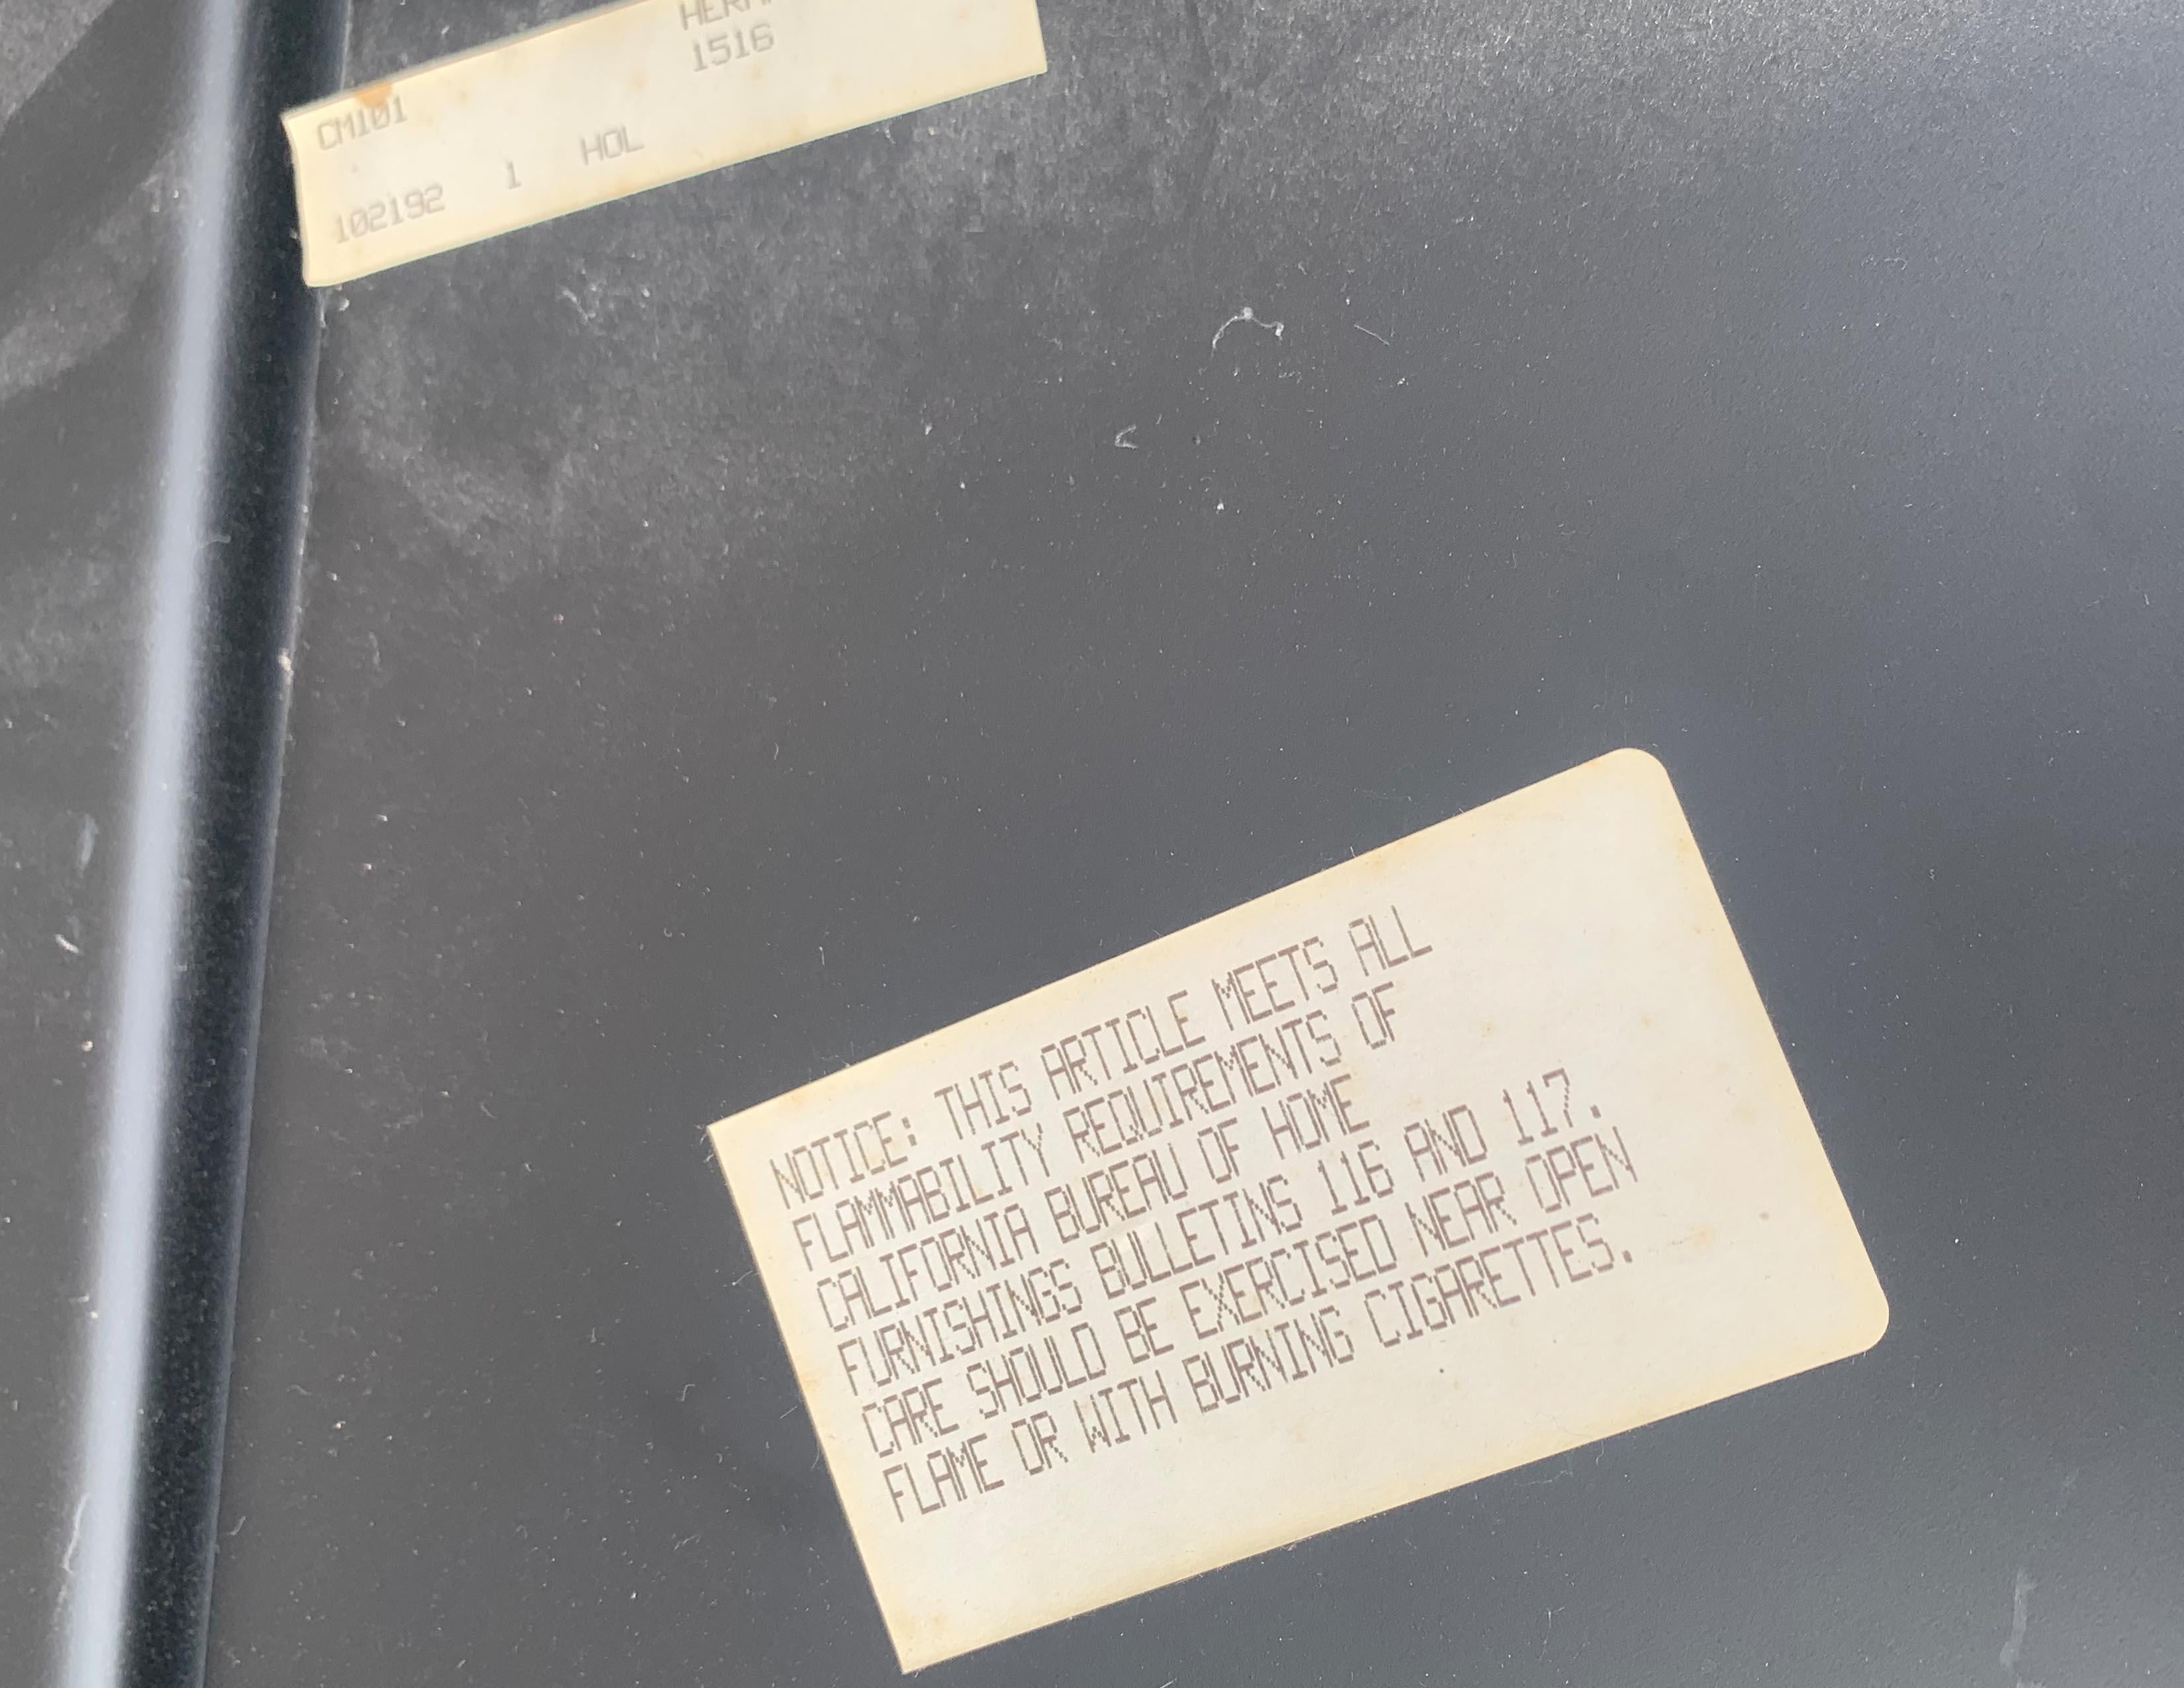 1516
CM101
102192 1 HOL
NOTICE: THIS ARTICLE MEETS ALL
FLAMMABILITY REQUIREMENTS OF
CALIFORNIA BUREAU OF HOME
FURNISHINGS BULLETINS 116 AND 117.
CARE SHOULD BE EXERCISED NEAR OPEN
FLAME OR WITH BURNING CIGARETTES.